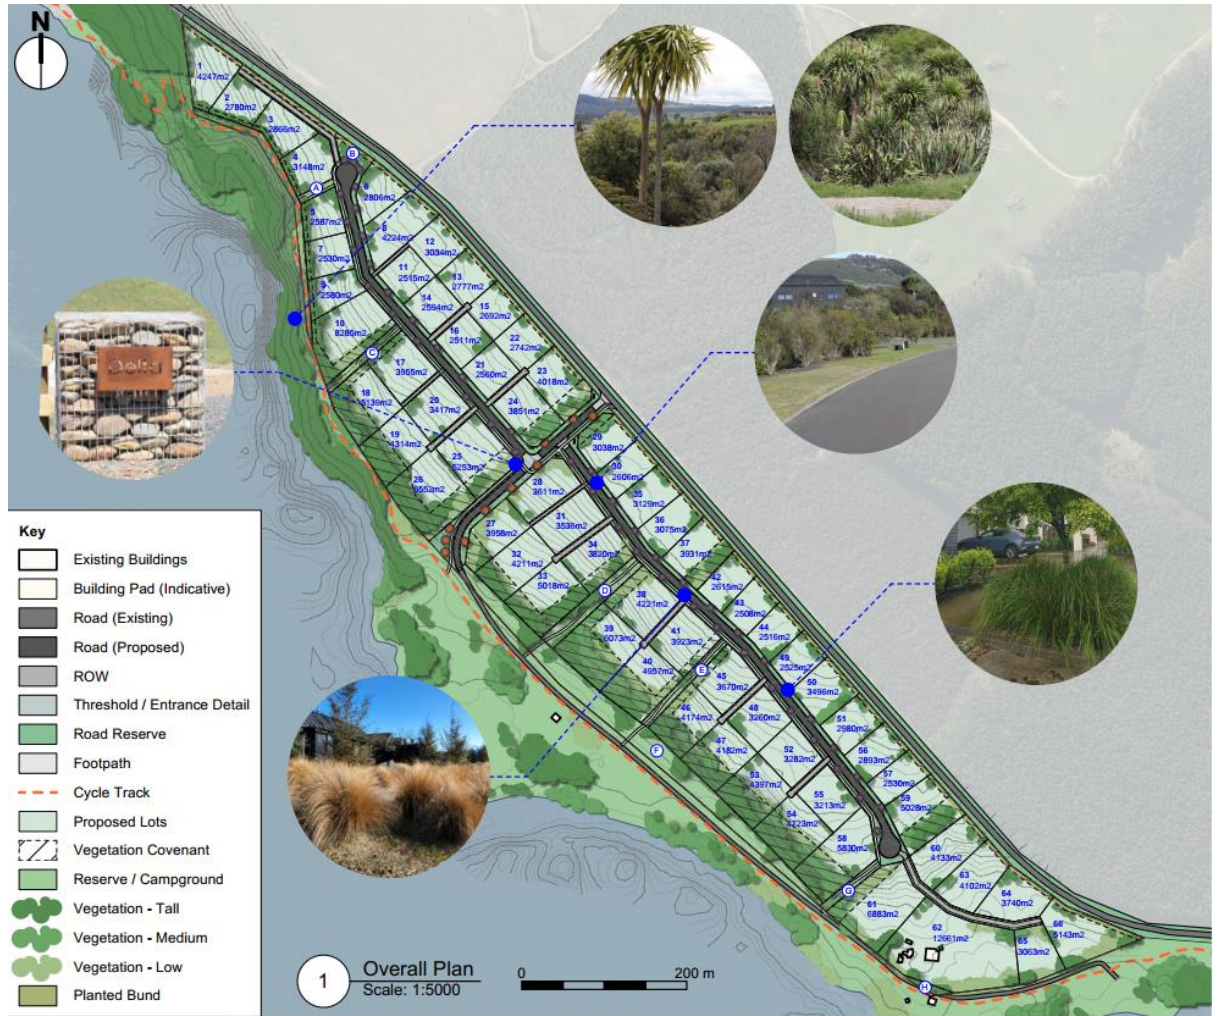 N
1
4247m2
2
2780m2
3
2866m2
4
3148m2
B
A
6
2806m2
5
2587m2
8
4224m2
7
2530m2
12
3034m2
11
2515m2
13
2777m2
9
2580m2
14
2594m2
15
2692m2
10
8285m2
16
2511m2
22
2742m2
C
17
3955m2
21
2560m2
23
4018m2
18
5139m2
20
3417m2
24
3851m2
19
4314m2
25
5253m2
26
5552m2
29
3038m2
30
2606m2
28
3611m2
35
3129m2
27
3958m2
31
3536m2
36
3075m2
34
3820m2
37
3931m2
32
4211m2
33
5018m2
42
2615m2
D
38
4221m2
43
2508m2
39
6073m2
41
3923m2
44
2516m2
40
4957m2
E
45
3670m2
49
2525m2
50
3496m2
46
4174m2
48
3260m2
51
2980m2
F
47
4182m2
52
3282m2
56
2893m2
53
4397m2
57
2530m2
55
3213m2
59
5028m2
54
4723m2
58
5830m2
60
4133m2
63
4102m2
G
61
6883m2
64
3740m2
62
12661m2
66
5143m2
65
3063m2
H
Key
Existing Buildings
Building Pad (Indicative)
Road (Existing)
Road (Proposed)
ROW
Threshold / Entrance Detail
Road Reserve
Footpath
Cycle Track
Proposed Lots
Vegetation Covenant
Reserve / Campground
Vegetation - Tall
Vegetation - Medium
Vegetation - Low
Planted Bund
1
Overall Plan
Scale: 1:5000
0
200 m